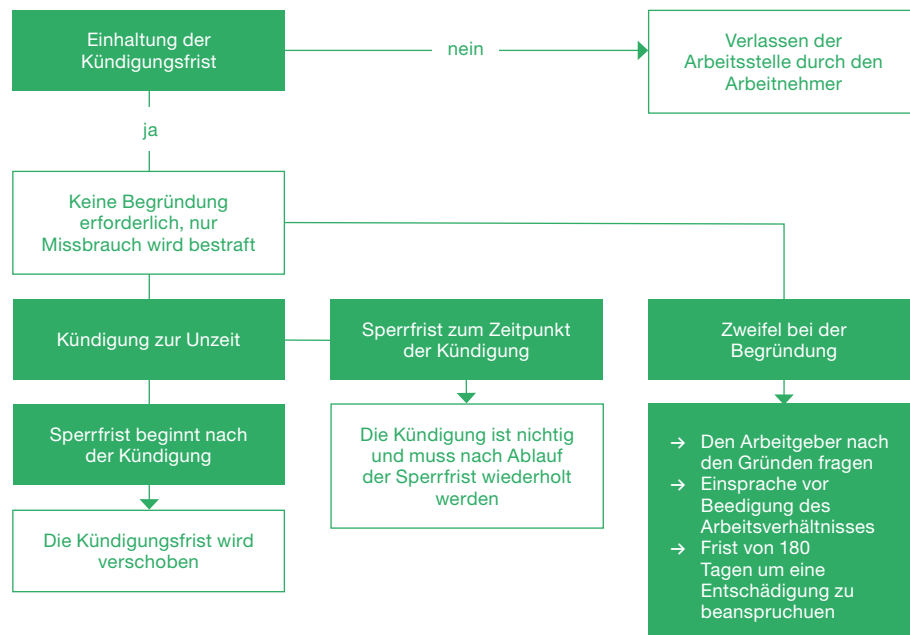 Einhaltung der
Kündigungsfrist
nein
Verlassen der
Arbeitsstelle durch den
Arbeitnehmer
ja
Keine Begründung
erforderlich, nur
Missbrauch wird bestraft
Kündigung zur Unzeit
Sperrfrist zum Zeitpunkt
der Kündigung
Zweifel bei der
Begründung
Sperrfrist beginnt nach
der Kündigung
Die Kündigung ist nichtig
und muss nach Ablauf
der Sperrfrist wiederholt
werden
→ Den Arbeitgeber nach
den Gründen fragen
→ Einsprache vor
Beedigung des
Arbeitsverhältnisses
→ Frist von 180
Tagen um eine
Entschädigung zu
beanspruchuen
Die Kündigungsfrist wird
verschoben